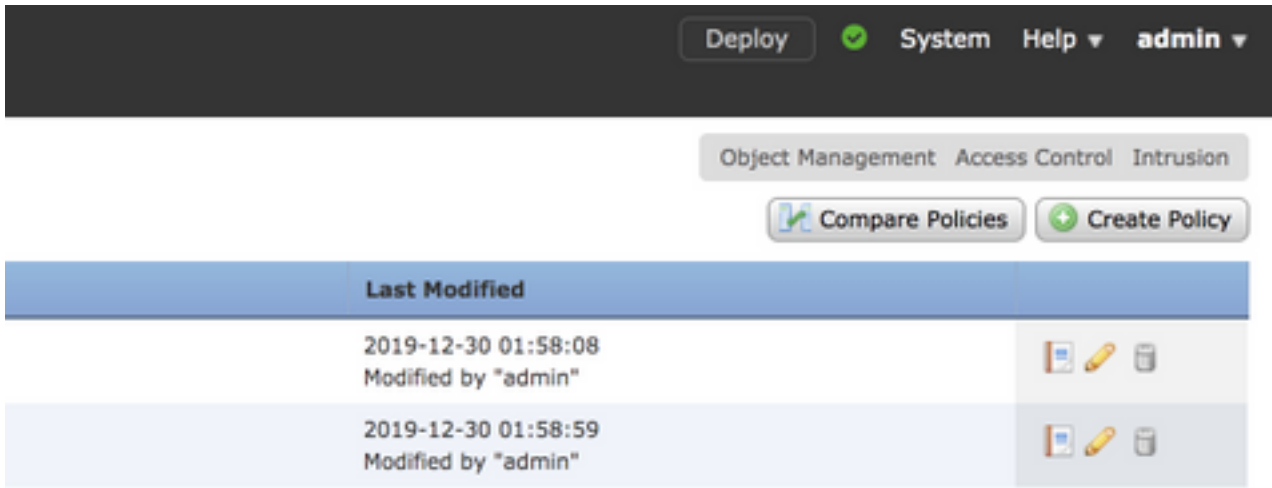 Deploy System Help admin
Object Management Access Control Intrusion
Compare Policies Create Policy
Last Modified
2019-12-30 01:58:08
Modified by "admin"
2019-12-30 01:58:59
Modified by "admin"